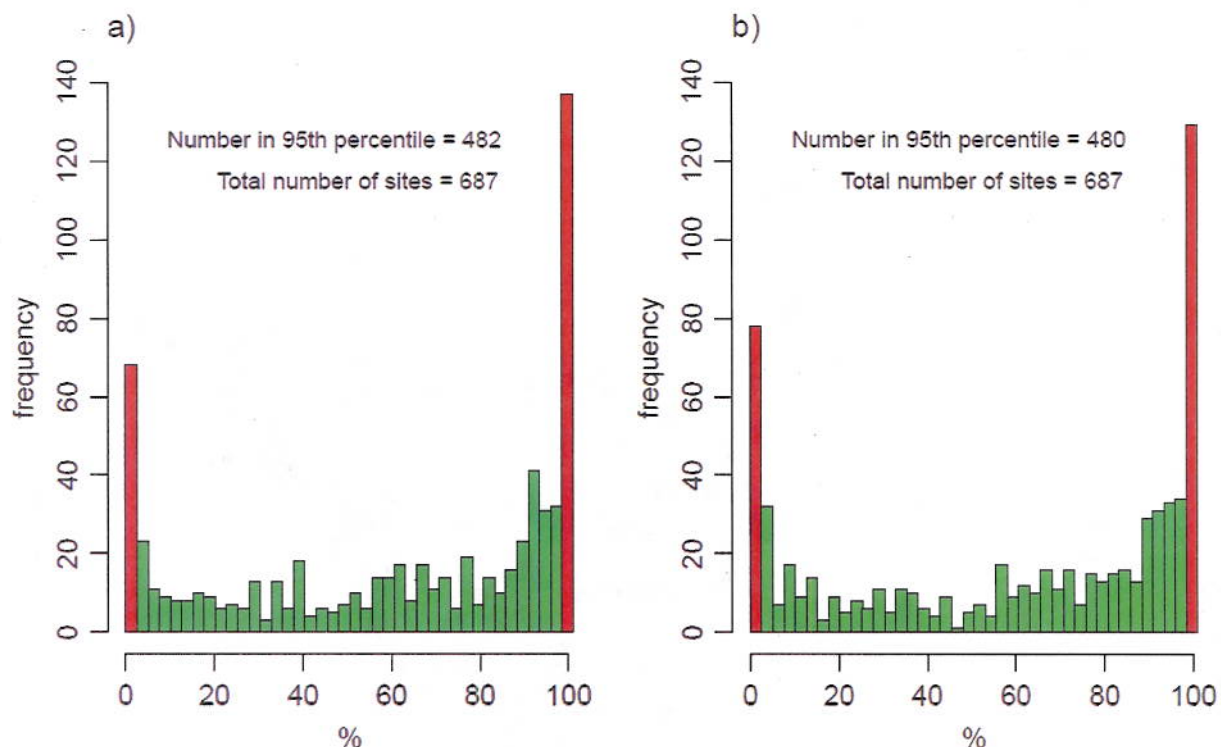 a)
140
120
100
80
60
40
20
0
frequency
Number in 95th percentile = 482
Total number of sites = 687
0 20 40 60 80 100
%
b)
140
120
100
80
60
40
20
0
frequency
Number in 95th percentile = 480
Total number of sites = 687
0 20 40 60 80 100
%